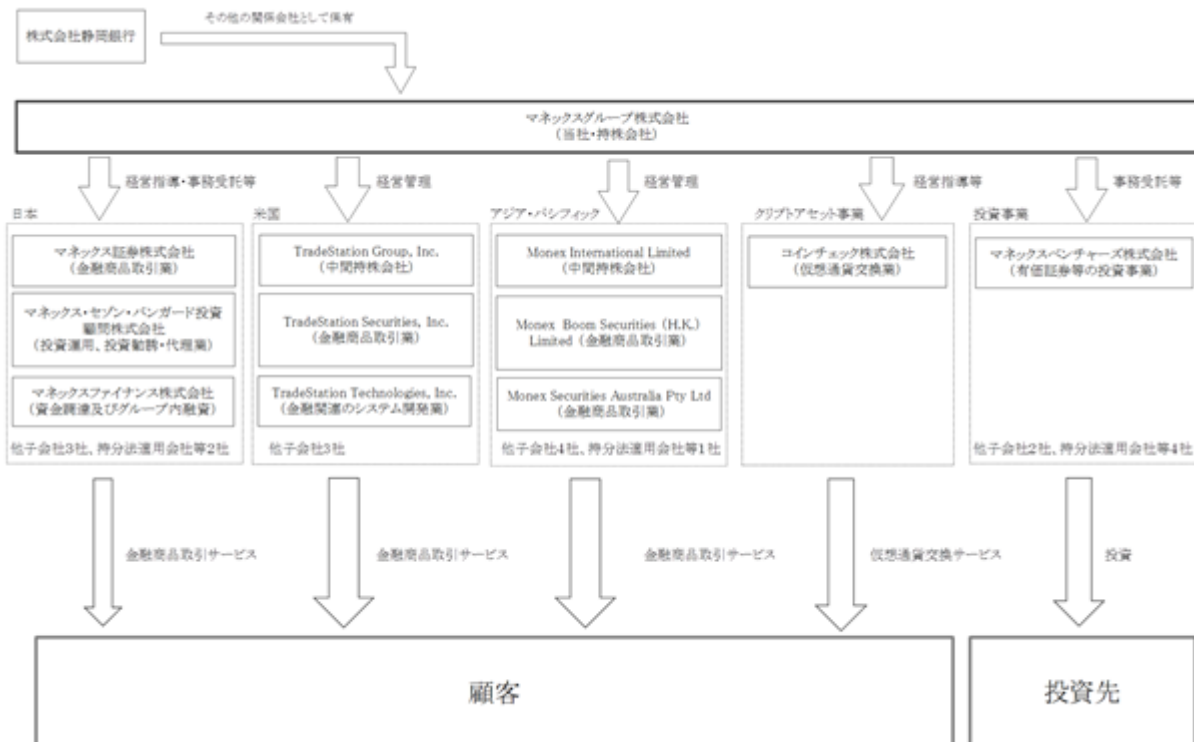 その他の関係会社として保有
株式会社静岡銀行
マネックスグループ株式会社
(当社・持株会社)
経営指導・事務受託等
経営管理
経営管理
経営指導等
事務受託等
日本
マネックス証券株式会社
(金融商品取引業)
マネックス・セゾン・バンガード投資
顧問株式会社
(投資運用、投資助言・代理業)
マネックスファイナンス株式会社
(資金調達及びグループ内融資)
他子会社3社、持分法適用会社等2社
米国
TradeStation Group, Inc.
(中間持株会社)
TradeStation Securities, Inc.
(金融商品取引業)
TradeStation Technologies, Inc.
(金融関連のシステム開発業)
他子会社3社
アジア・パシフィック
Monex International Limited
(中間持株会社)
Monex Boom Securities (H.K.)
Limited (金融商品取引業)
Monex Securities Australia Pty Ltd
(金融商品取引業)
他子会社4社、持分法適用会社等1社
クリプトアセット事業
コインチェック株式会社
(仮想通貨交換業)
投資事業
マネックスベンチャーズ株式会社
(有価証券等の投資事業)
他子会社2社、持分法適用会社等4社
金融商品取引サービス
金融商品取引サービス
金融商品取引サービス
仮想通貨交換サービス
投資
顧客
投資先